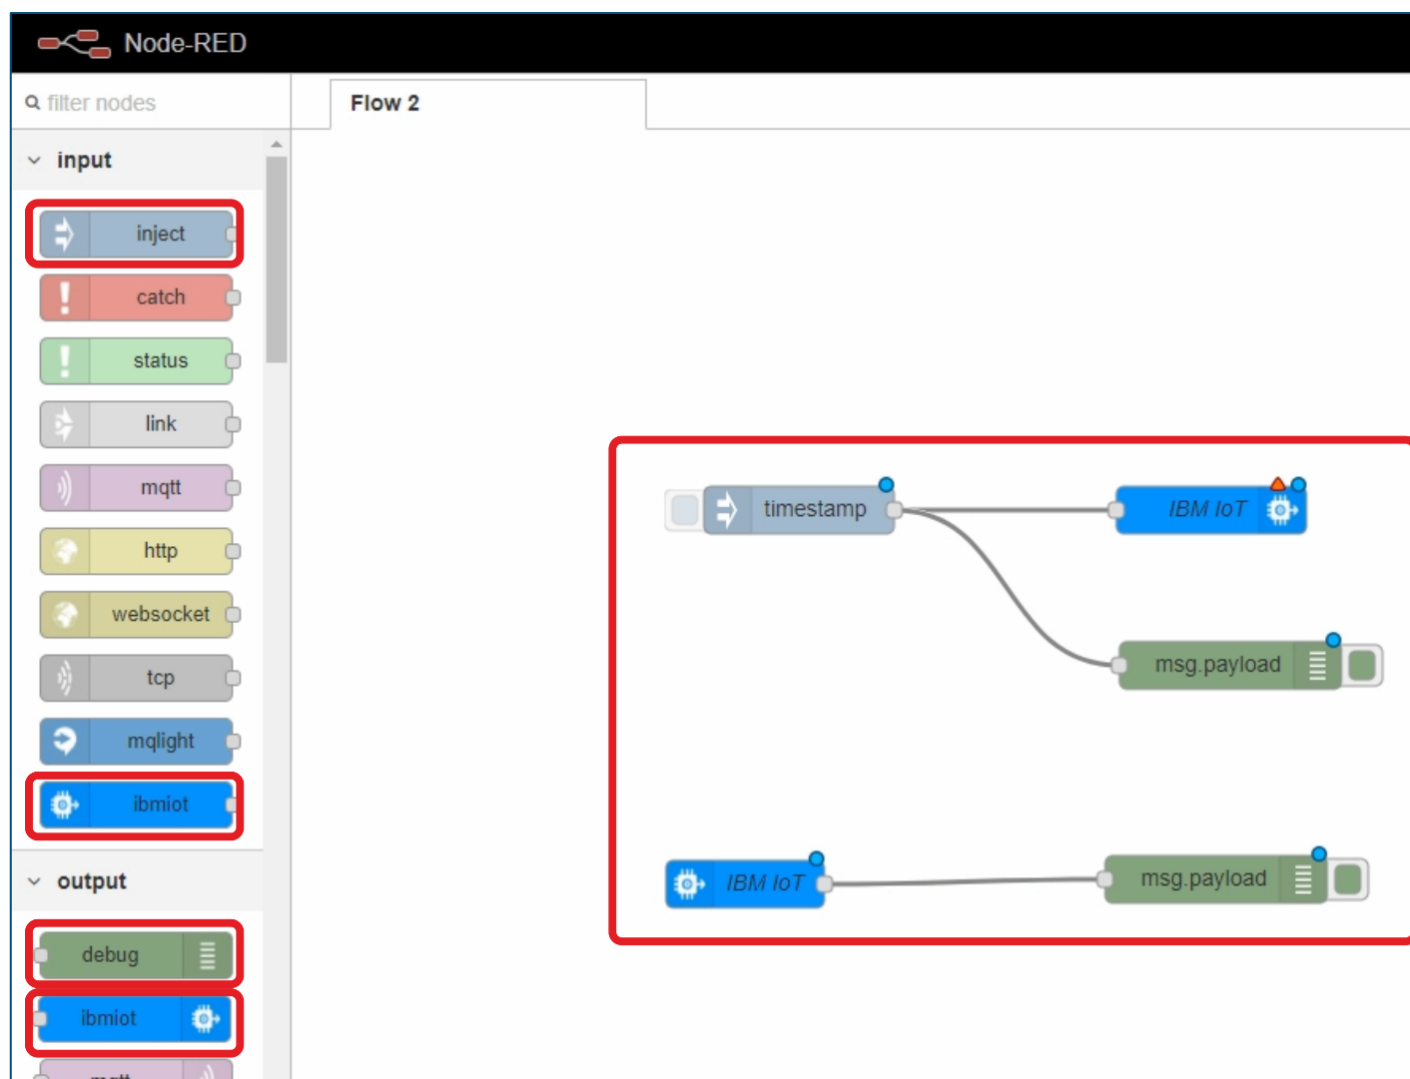 Node-RED
filter nodes
Flow 2
input
inject
catch
status
link
mqtt
http
websocket
tcp
mqlight
ibmiot
output
debug
ibmiot
mqtt
timestamp
IBM IoT
msg.payload
IBM IoT
msg.payload